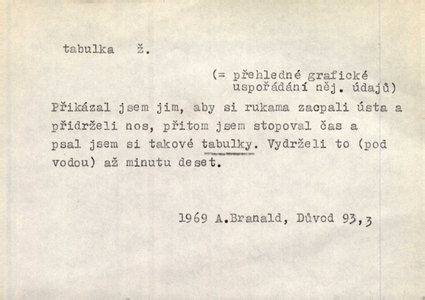 tabulka ž.
(= přehledné grafické
uspořádání něj. údajů)
Přikázal jsem jim, aby si rukama zacpali ústa a
přidrželi nos, přitom jsem stopoval čas a
psal jsem si takové tabulky. Vydrželi to (pod
vodou) až minutu deset.
1969 A.Branald, Důvod 93,3